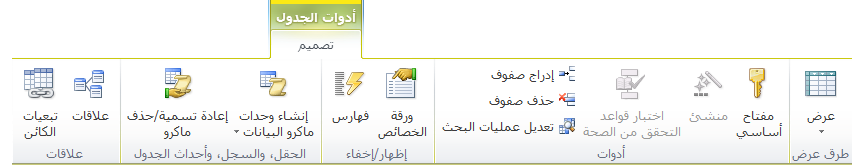 أدوات الجدول
تصميم
عرض
طرق عرض
مفتاح
أساسي
منشئ
اختبار قواعد
التحقق من الصحة
إدراج صفوف
حذف صفوف
تعديل عمليات البحث
أدوات
ورقة
الخصائص
فهارس
إظهار/إخفاء
إنشاء وحدات
ماكرو البيانات
إعادة تسمية/حذف
ماكرو
الحقل، والسجل، وأحداث الجدول
علاقات
تبعيات
الكائن
علاقات